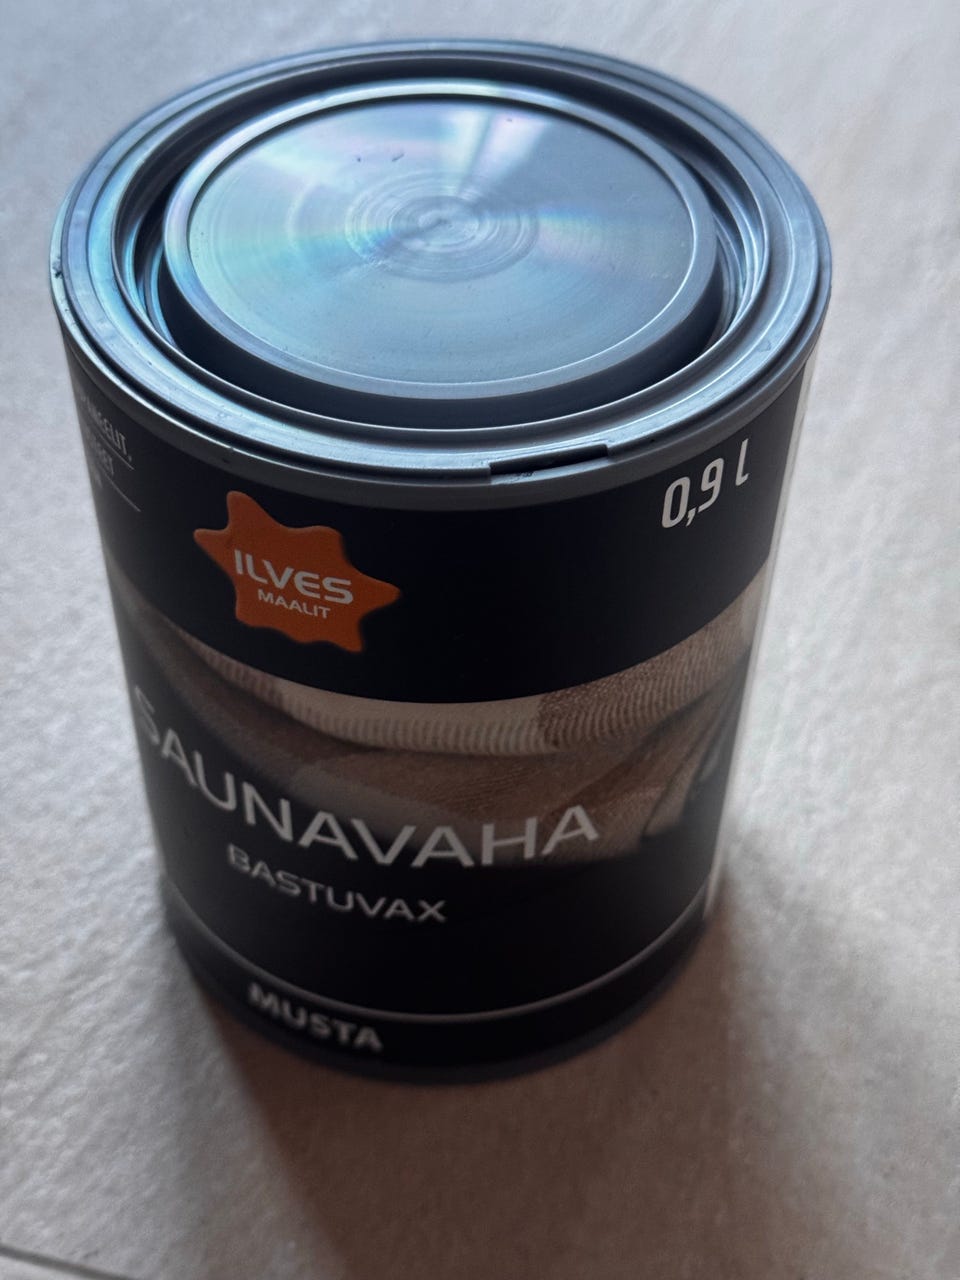 0,9 l
ILVES
MAALIT
SAUNAVAHA
BASTUVAX
MUSTA